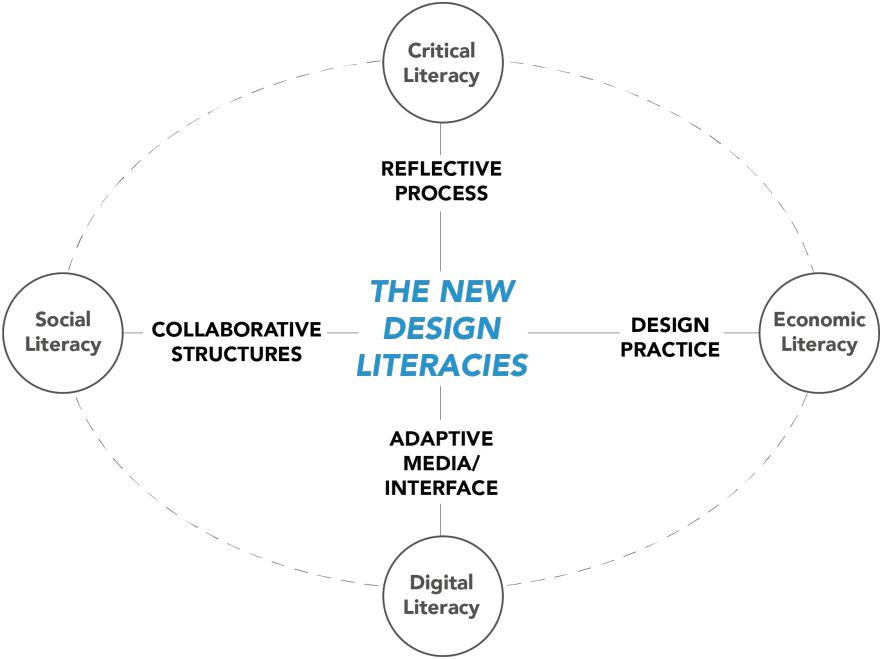 Critical
Literacy
REFLECTIVE
PROCESS
THE NEW
DESIGN
LITERACIES
Social
Literacy
COLLABORATIVE
STRUCTURES
DESIGN
PRACTICE
Economic
Literacy
ADAPTIVE
MEDIA/
INTERFACE
Digital
Literacy